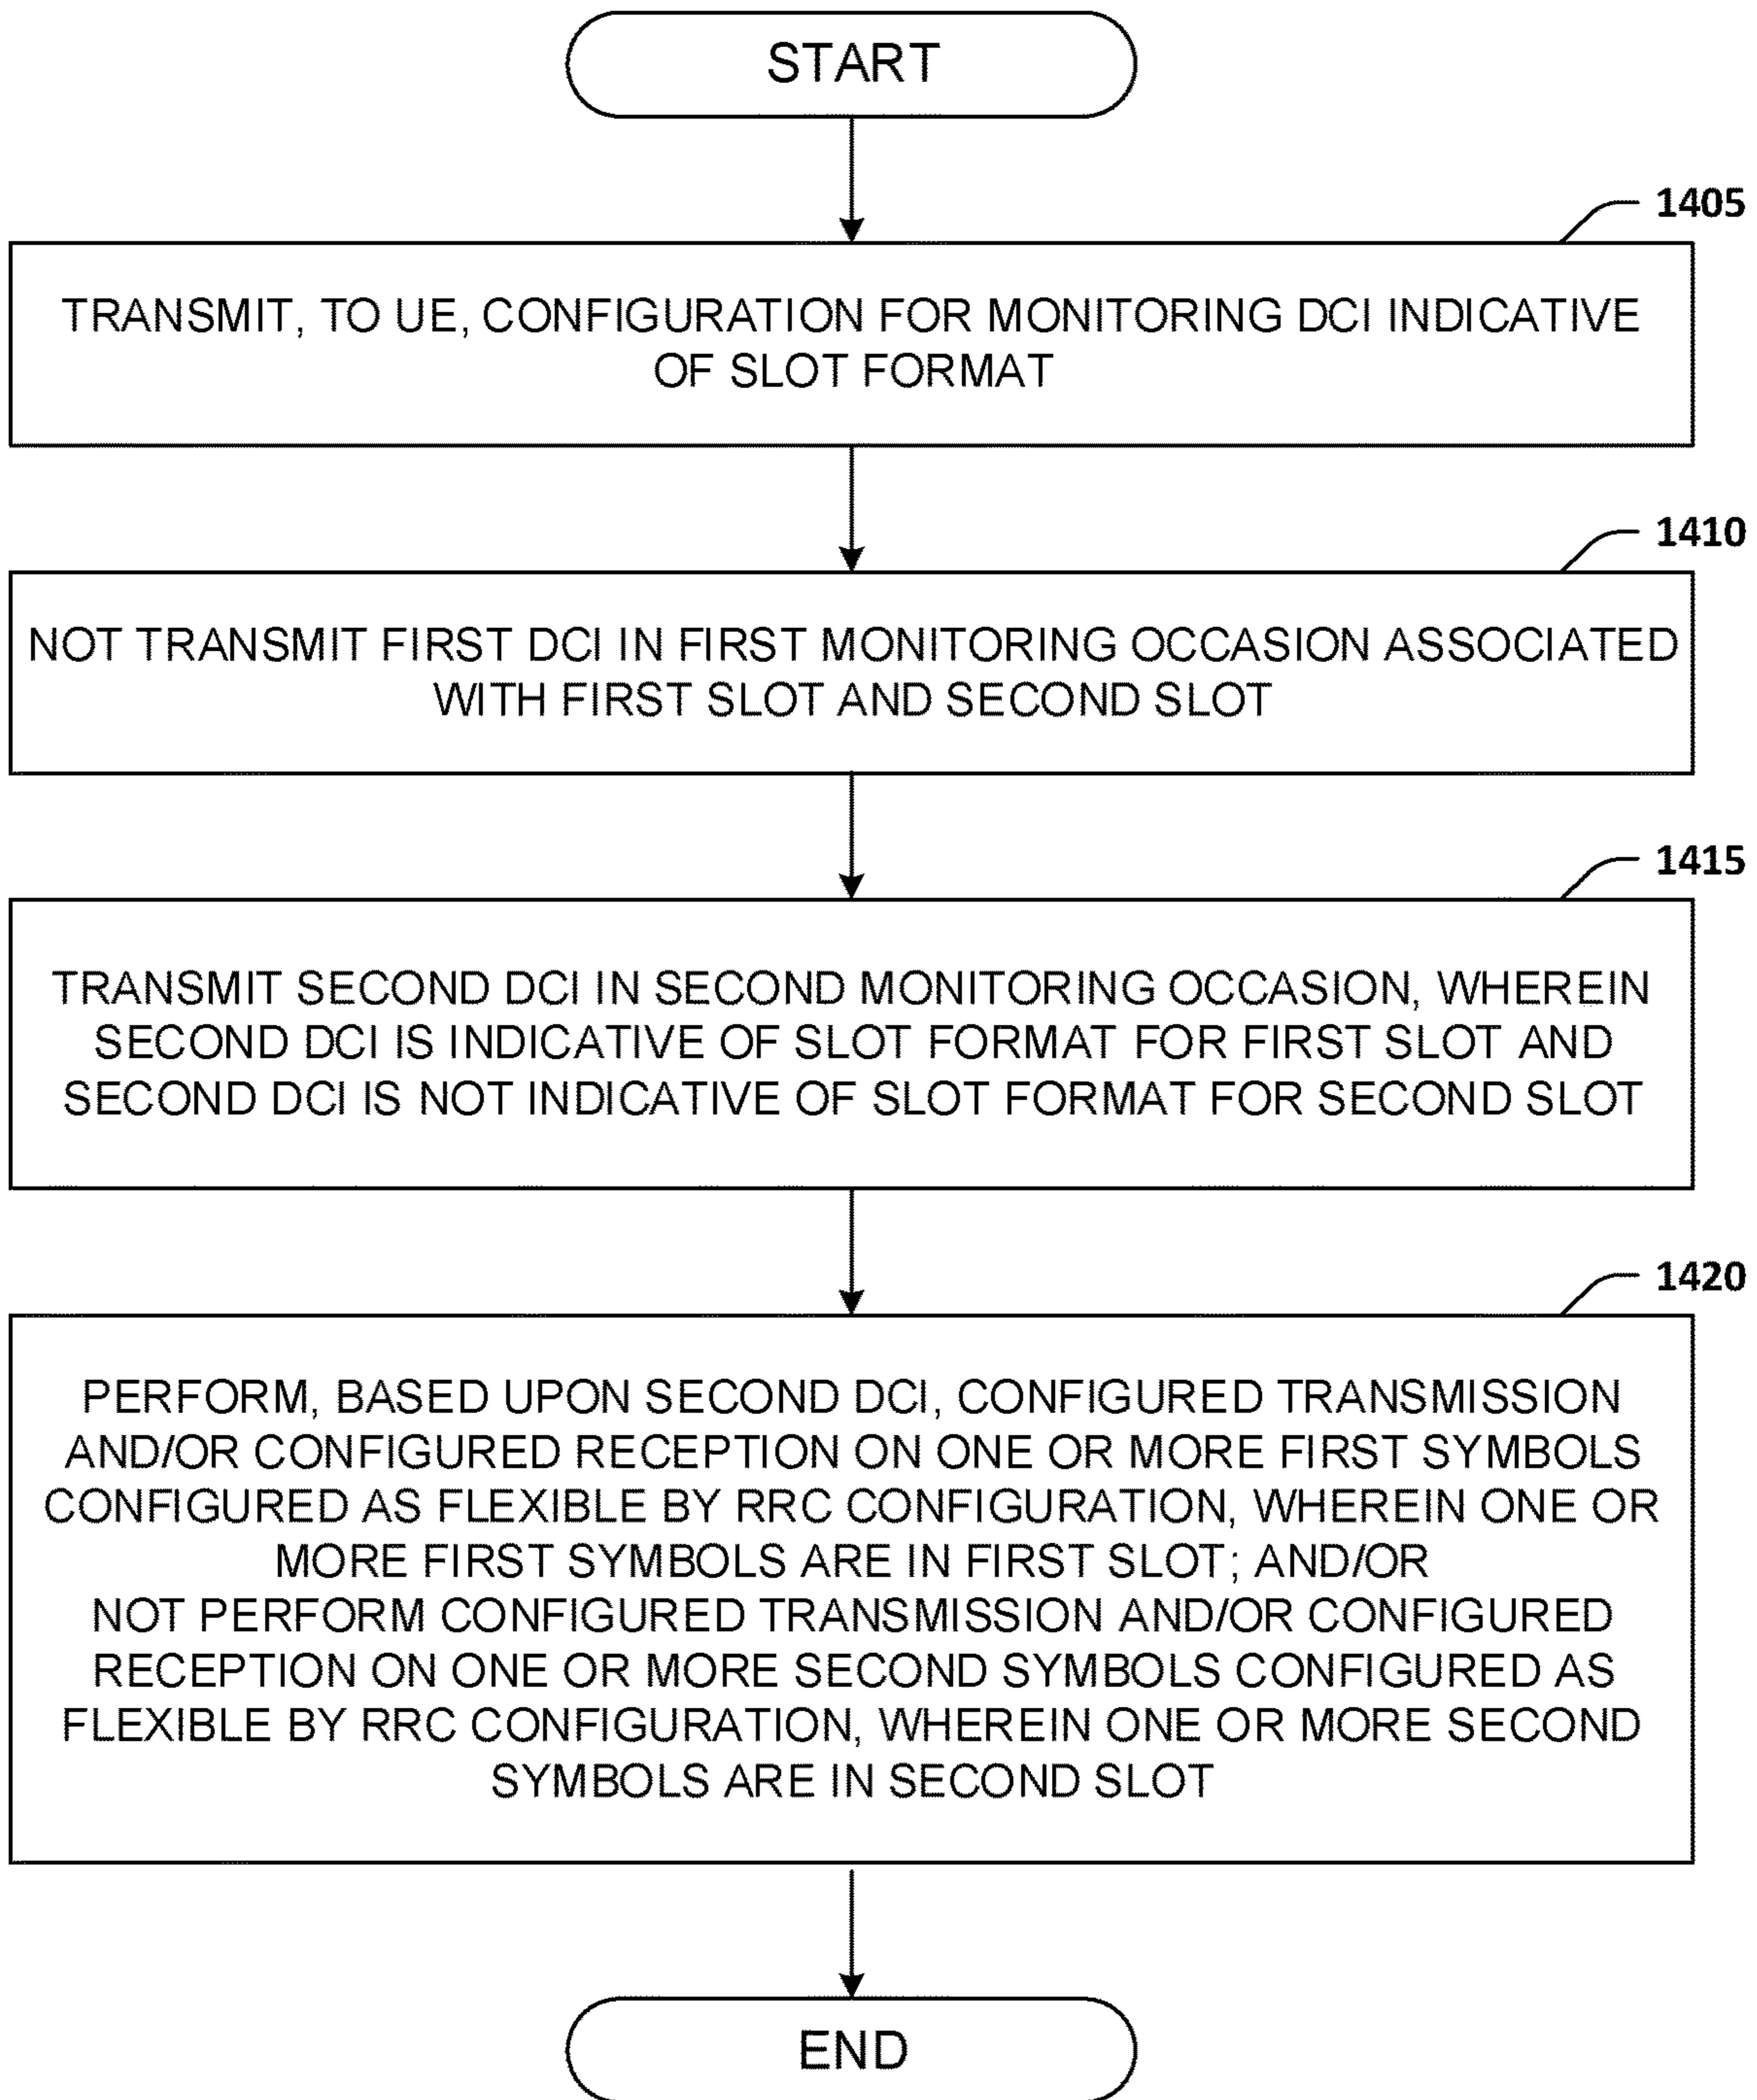 START
1405
TRANSMIT, TO UE, CONFIGURATION FOR MONITORING DCI INDICATIVE
OF SLOT FORMAT
1410
NOT TRANSMIT FIRST DCI IN FIRST MONITORING OCCASION ASSOCIATED
WITH FIRST SLOT AND SECOND SLOT
1415
TRANSMIT SECOND DCI IN SECOND MONITORING OCCASION, WHEREIN
SECOND DCI IS INDICATIVE OF SLOT FORMAT FOR FIRST SLOT AND
SECOND DCI IS NOT INDICATIVE OF SLOT FORMAT FOR SECOND SLOT
1420
PERFORM, BASED UPON SECOND DCI, CONFIGURED TRANSMISSION
AND/OR CONFIGURED RECEPTION ON ONE OR MORE FIRST SYMBOLS
CONFIGURED AS FLEXIBLE BY RRC CONFIGURATION, WHEREIN ONE OR
MORE FIRST SYMBOLS ARE IN FIRST SLOT; AND/OR
NOT PERFORM CONFIGURED TRANSMISSION AND/OR CONFIGURED
RECEPTION ON ONE OR MORE SECOND SYMBOLS CONFIGURED AS
FLEXIBLE BY RRC CONFIGURATION, WHEREIN ONE OR MORE SECOND
SYMBOLS ARE IN SECOND SLOT
END